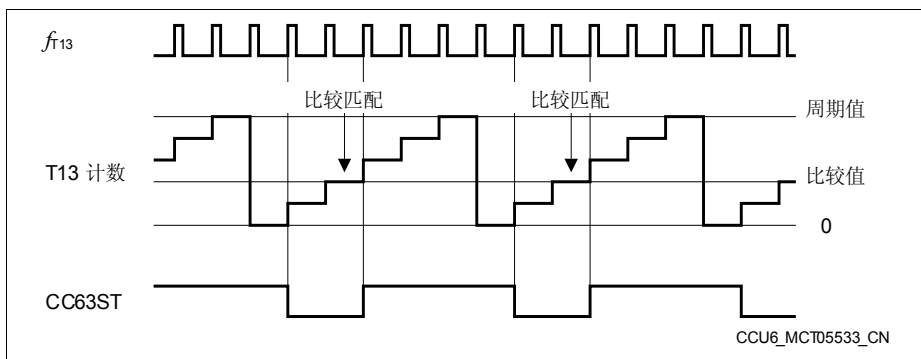 fT13
比较匹配 比较匹配
周期值
T13 计数
比较值
0
CC63ST
CCU6_MCT05533_CN